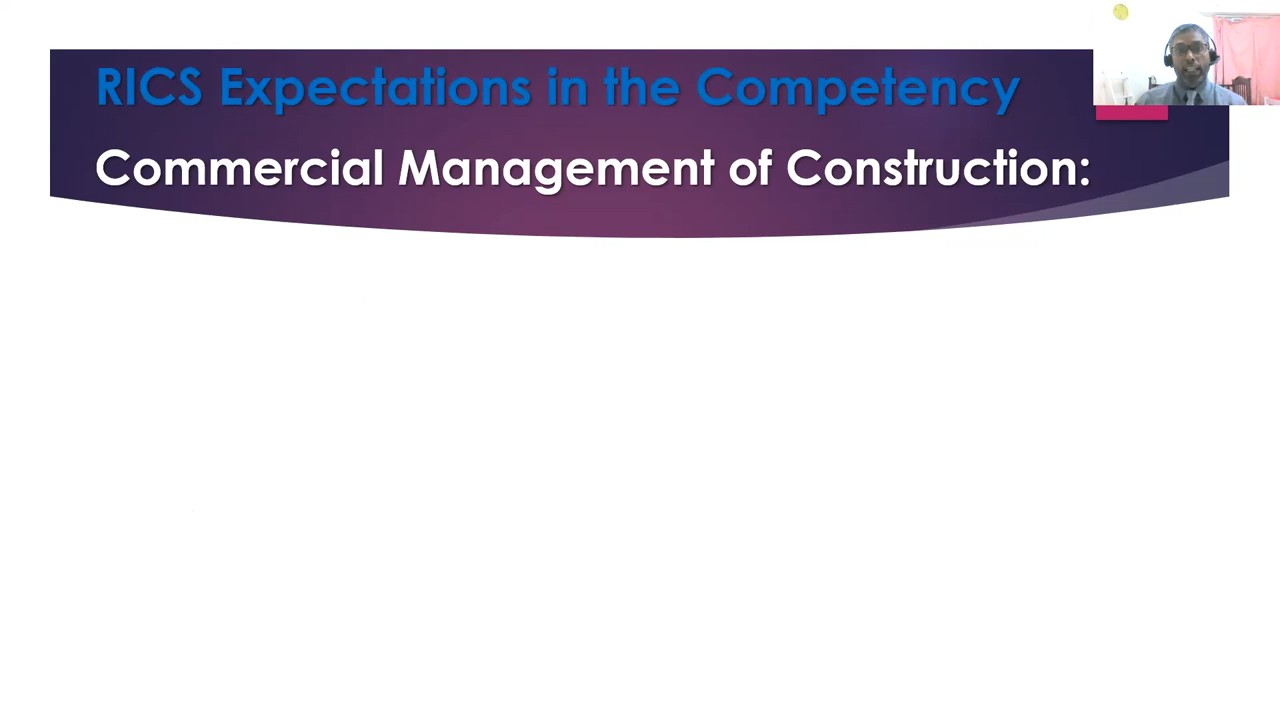 RICS Expectations in the Competency
Commercial Management of Construction: